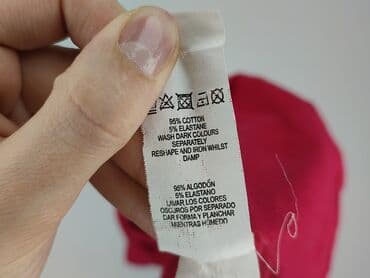 95% COTTON
5% ELASTANE
WASH DARK COLOURS
SEPARATELY
RESHAPE AND IRON WHILST
DAMP
95% ALGODÓN
5% ELASTANO
LAVAR LOS COLORES
OSCUROS POR SEPARADO
DAR FORMA Y PLANCHAR
MIENTRAS HÚMEDO